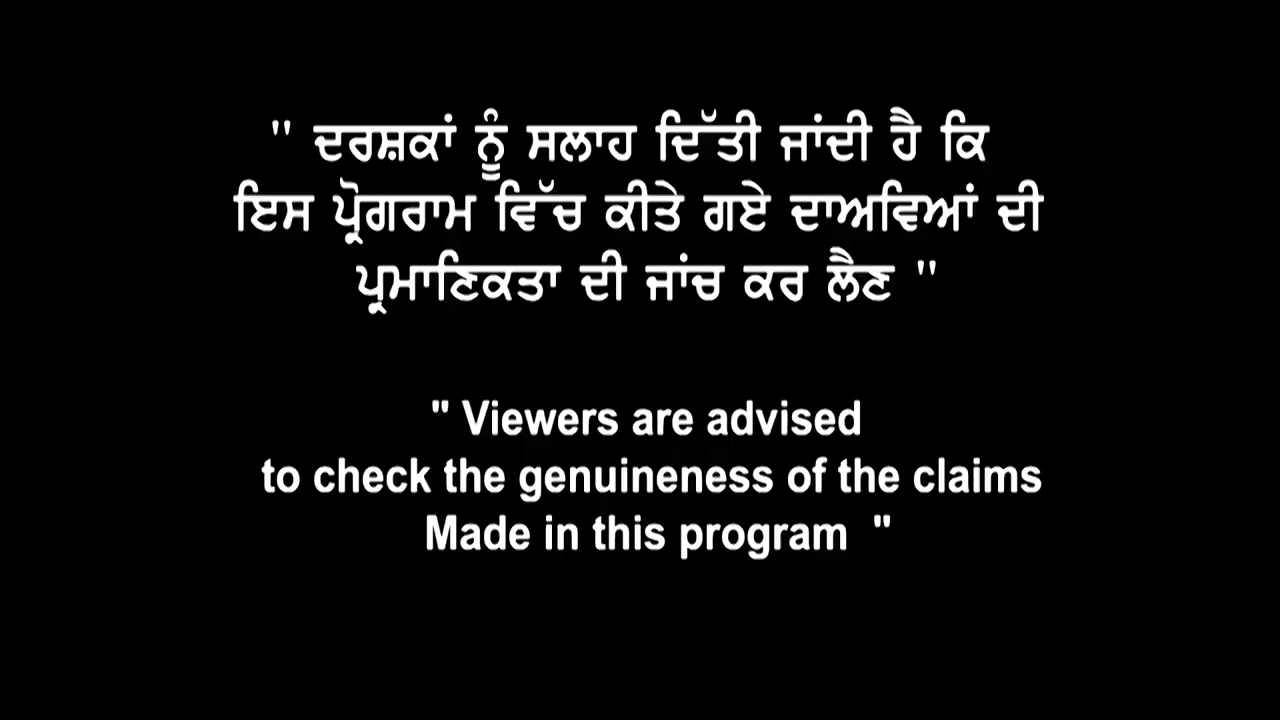 " ਦਰਸ਼ਕਾਂ ਨੂੰ ਸਲਾਹ ਦਿੱਤੀ ਜਾਂਦੀ ਹੈ ਕਿ
ਇਸ ਪ੍ਰੋਗਰਾਮ ਵਿੱਚ ਕੀਤੇ ਗਏ ਦਾਅਵਿਆਂ ਦੀ
ਪ੍ਰਮਾਣਿਕਤਾ ਦੀ ਜਾਂਚ ਕਰ ਲੈਣ "
" Viewers are advised
to check the genuineness of the claims
Made in this program "